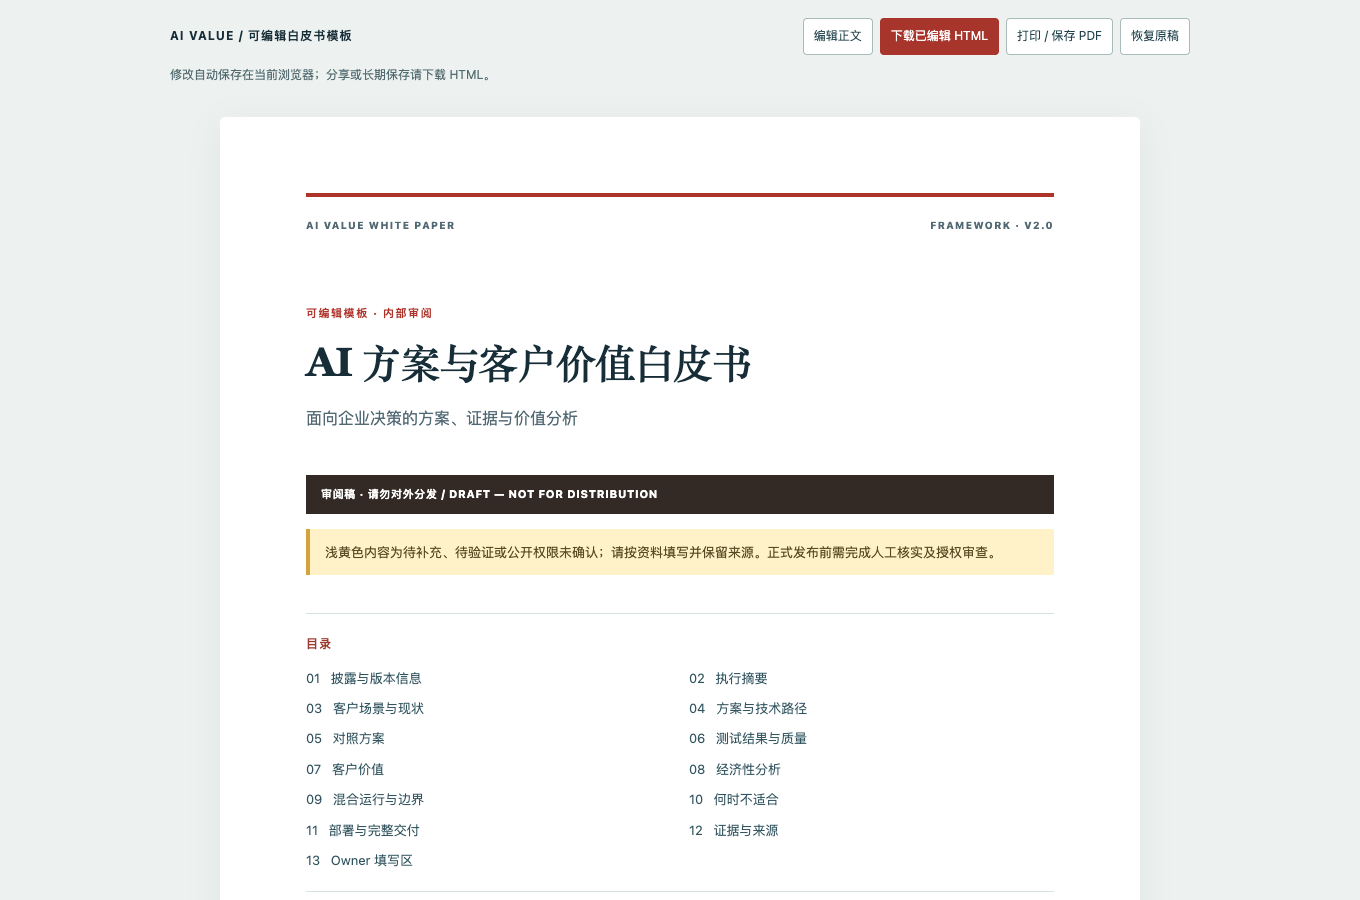 AI VALUE / 可编辑白皮书模板
编辑正文
下载已编辑 HTML
打印 / 保存 PDF
恢复原稿
修改自动保存在当前浏览器；分享或长期保存请下载 HTML。
AI VALUE WHITE PAPER
FRAMEWORK · V2.0
可编辑模板 · 内部审阅
AI 方案与客户价值白皮书
面向企业决策的方案、证据与价值分析
审阅稿 · 请勿对外分发 / DRAFT — NOT FOR DISTRIBUTION
浅黄色内容为待补充、待验证或公开权限未确认；请按资料填写并保留来源。正式发布前需完成人工核实及授权审查。
目录
01 披露与版本信息
02 执行摘要
03 客户场景与现状
04 方案与技术路径
05 对照方案
06 测试结果与质量
07 客户价值
08 经济性分析
09 混合运行与边界
10 何时不适合
11 部署与完整交付
12 证据与来源
13 Owner 填写区